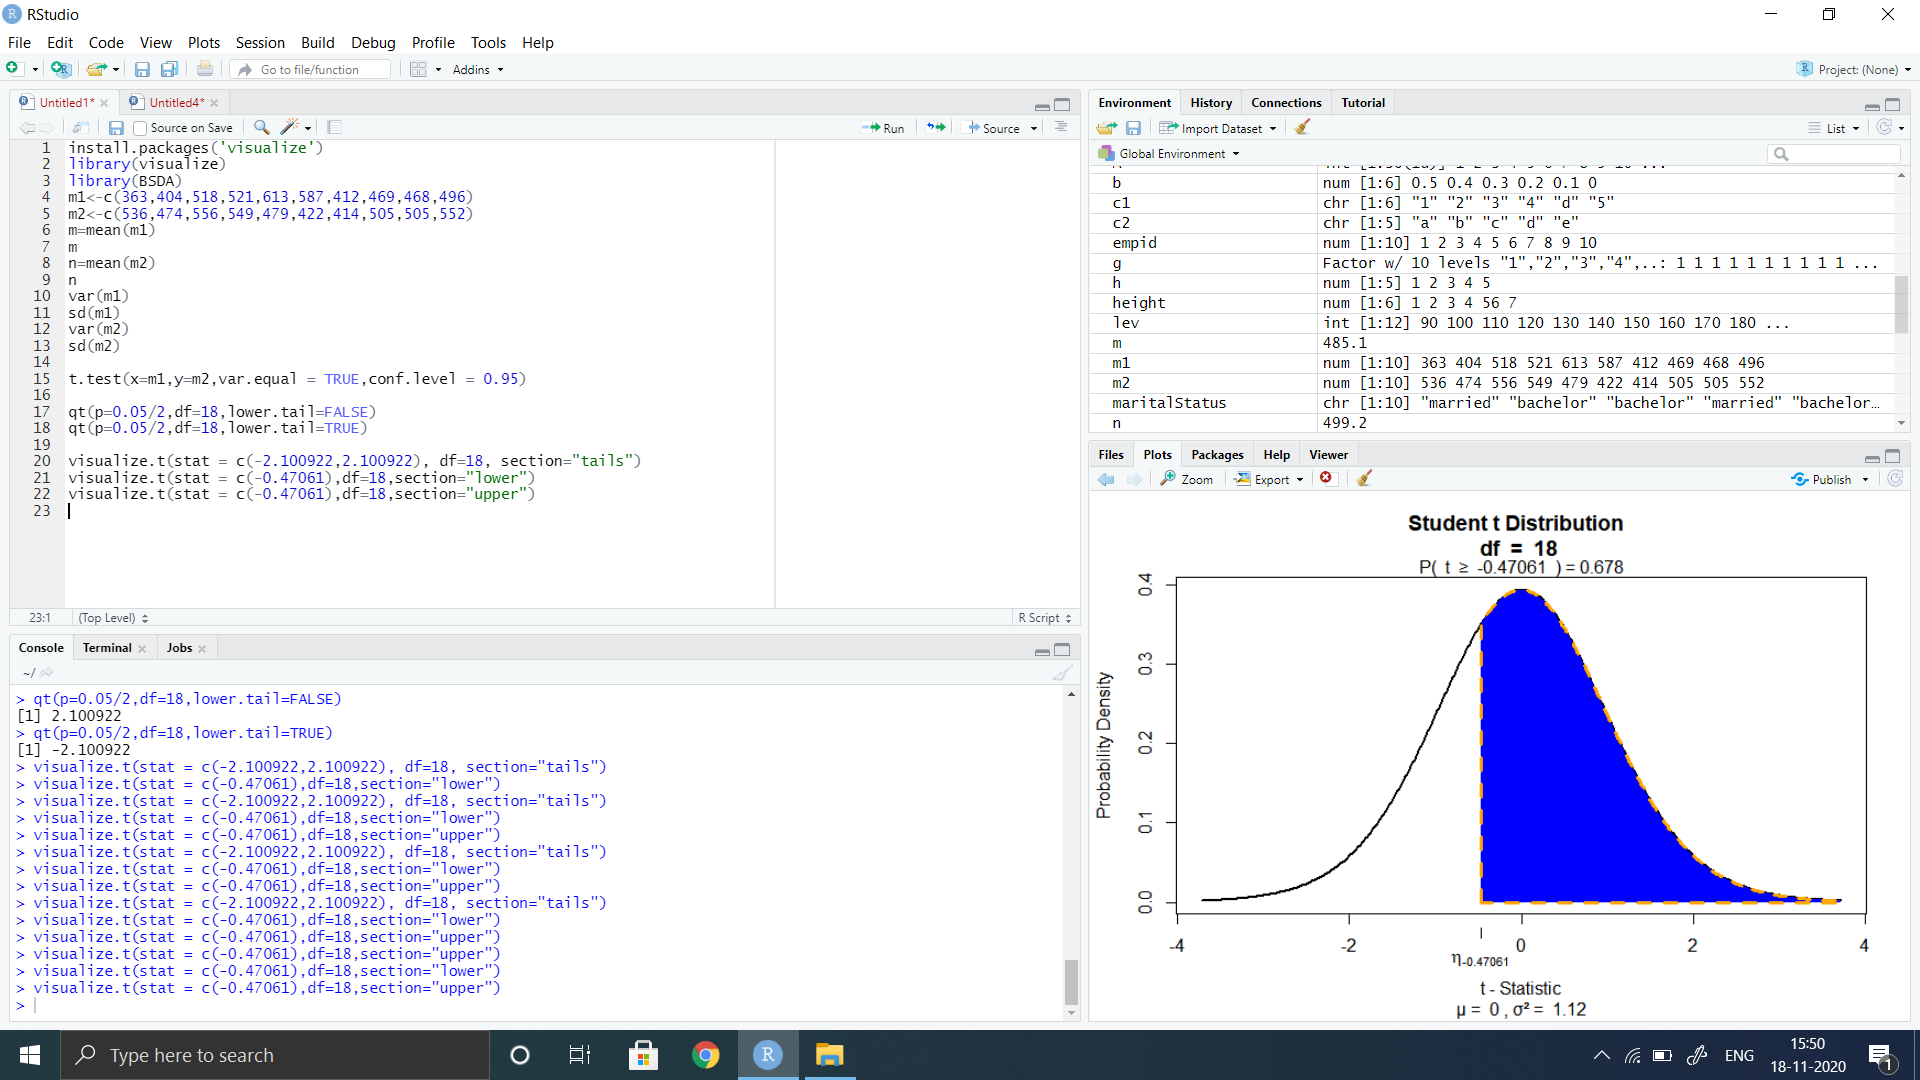 RStudio
File Edit Code View Plots Session Build Debug Profile Tools Help
Go to file/function Addins Project: (None)
Untitled1* Untitled4*
Source on Save Run Source
1 install.packages('visualize')
2 library(visualize)
3 library(BSDA)
4 m1<-c(363,404,518,521,613,587,412,469,468,496)
5 m2<-c(536,474,556,549,479,422,414,505,505,552)
6 m=mean(m1)
7 m
8 n=mean(m2)
9 n
10 var(m1)
11 sd(m1)
12 var(m2)
13 sd(m2)
14
15 t.test(x=m1,y=m2,var.equal = TRUE,conf.level = 0.95)
16
17 qt(p=0.05/2,df=18,lower.tail=FALSE)
18 qt(p=0.05/2,df=18,lower.tail=TRUE)
19
20 visualize.t(stat = c(-2.100922,2.100922), df=18, section="tails")
21 visualize.t(stat = c(-0.47061),df=18,section="lower")
22 visualize.t(stat = c(-0.47061),df=18,section="upper")
23
23:1 (Top Level) R Script
Console Terminal Jobs
~/
> qt(p=0.05/2,df=18,lower.tail=FALSE)
[1] 2.100922
> qt(p=0.05/2,df=18,lower.tail=TRUE)
[1] -2.100922
> visualize.t(stat = c(-2.100922,2.100922), df=18, section="tails")
> visualize.t(stat = c(-0.47061),df=18,section="lower")
> visualize.t(stat = c(-2.100922,2.100922), df=18, section="tails")
> visualize.t(stat = c(-0.47061),df=18,section="lower")
> visualize.t(stat = c(-0.47061),df=18,section="upper")
> visualize.t(stat = c(-2.100922,2.100922), df=18, section="tails")
> visualize.t(stat = c(-0.47061),df=18,section="lower")
> visualize.t(stat = c(-0.47061),df=18,section="upper")
> visualize.t(stat = c(-2.100922,2.100922), df=18, section="tails")
> visualize.t(stat = c(-0.47061),df=18,section="lower")
> visualize.t(stat = c(-0.47061),df=18,section="upper")
> visualize.t(stat = c(-0.47061),df=18,section="upper")
> visualize.t(stat = c(-0.47061),df=18,section="lower")
> visualize.t(stat = c(-0.47061),df=18,section="upper")
>
Environment History Connections Tutorial
Import Dataset List
Global Environment
b num [1:6] 0.5 0.4 0.3 0.2 0.1 0
c1 chr [1:6] "1" "2" "3" "4" "d" "5"
c2 chr [1:5] "a" "b" "c" "d" "e"
empid num [1:10] 1 2 3 4 5 6 7 8 9 10
g Factor w/ 10 levels "1","2","3","4",..: 1 1 1 1 1 1 1 1 1 1 ...
h num [1:5] 1 2 3 4 5
height num [1:6] 1 2 3 4 56 7
lev int [1:12] 90 100 110 120 130 140 150 160 170 180 ...
m 485.1
m1 num [1:10] 363 404 518 521 613 587 412 469 468 496
m2 num [1:10] 536 474 556 549 479 422 414 505 505 552
maritalStatus chr [1:10] "married" "bachelor" "bachelor" "married" "bachelor…
n 499.2
Files Plots Packages Help Viewer
Zoom Export Publish
Student t Distribution
df = 18
P( t ≥ -0.47061 ) = 0.678
Probability Density
0.4
0.3
0.2
0.1
0.0
-4 -2 0 2 4
η-0.47061
t - Statistic
μ = 0 , σ² = 1.12
Type here to search
ENG
15:50
18-11-2020
1